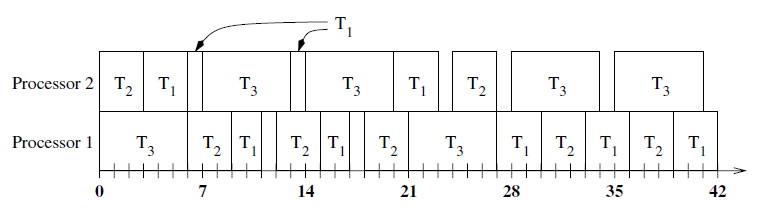 T1
Processor 2 T2 T1 T3 T3 T1 T2 T3 T3
Processor 1 T3 T2 T1 T2 T1 T2 T3 T1 T2 T1 T2 T1
0 7 14 21 28 35 42